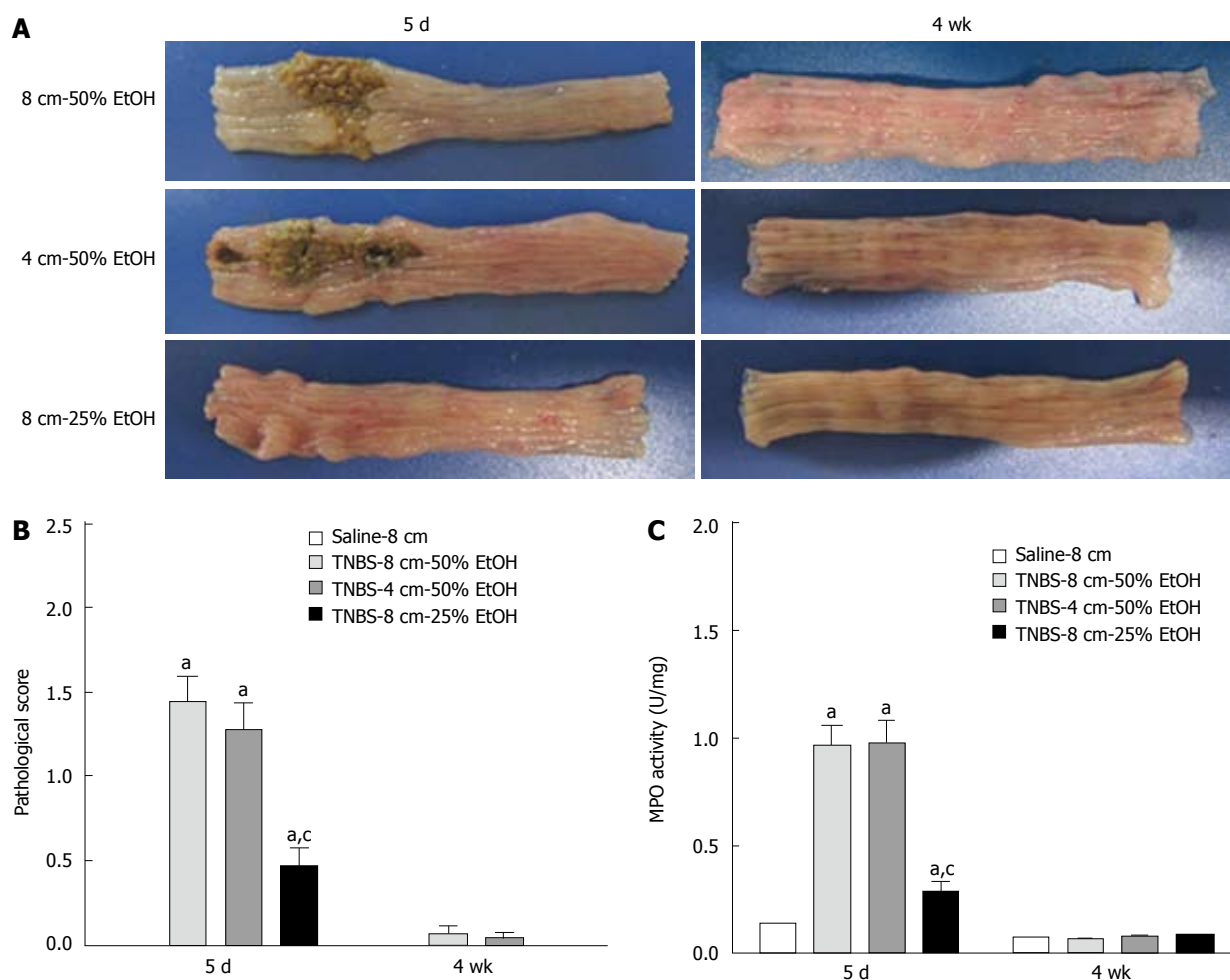 A
5 d
4 wk
8 cm-50% EtOH
4 cm-50% EtOH
8 cm-25% EtOH
B
2.5
2.0
1.5
1.0
0.5
0.0
Pathological score
Saline-8 cm
TNBS-8 cm-50% EtOH
TNBS-4 cm-50% EtOH
TNBS-8 cm-25% EtOH
a
a
a,c
5 d
4 wk
C
2.0
1.5
1.0
0.5
0.0
MPO activity (U/mg)
Saline-8 cm
TNBS-8 cm-50% EtOH
TNBS-4 cm-50% EtOH
TNBS-8 cm-25% EtOH
a
a
a,c
5 d
4 wk